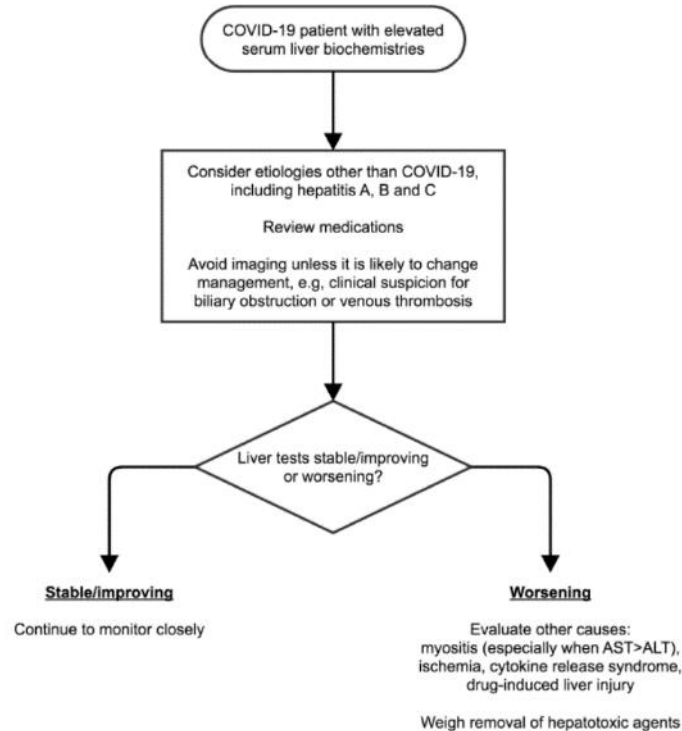 COVID-19 patient with elevated
serum liver biochemistries
Consider etiologies other than COVID-19,
including hepatitis A, B and C
Review medications
Avoid imaging unless it is likely to change
management, e.g, clinical suspicion for
biliary obstruction or venous thrombosis
Liver tests stable/improving
or worsening?
Stable/improving
Continue to monitor closely
Worsening
Evaluate other causes:
myositis (especially when AST>ALT),
ischemia, cytokine release syndrome,
drug-induced liver injury
Weigh removal of hepatotoxic agents